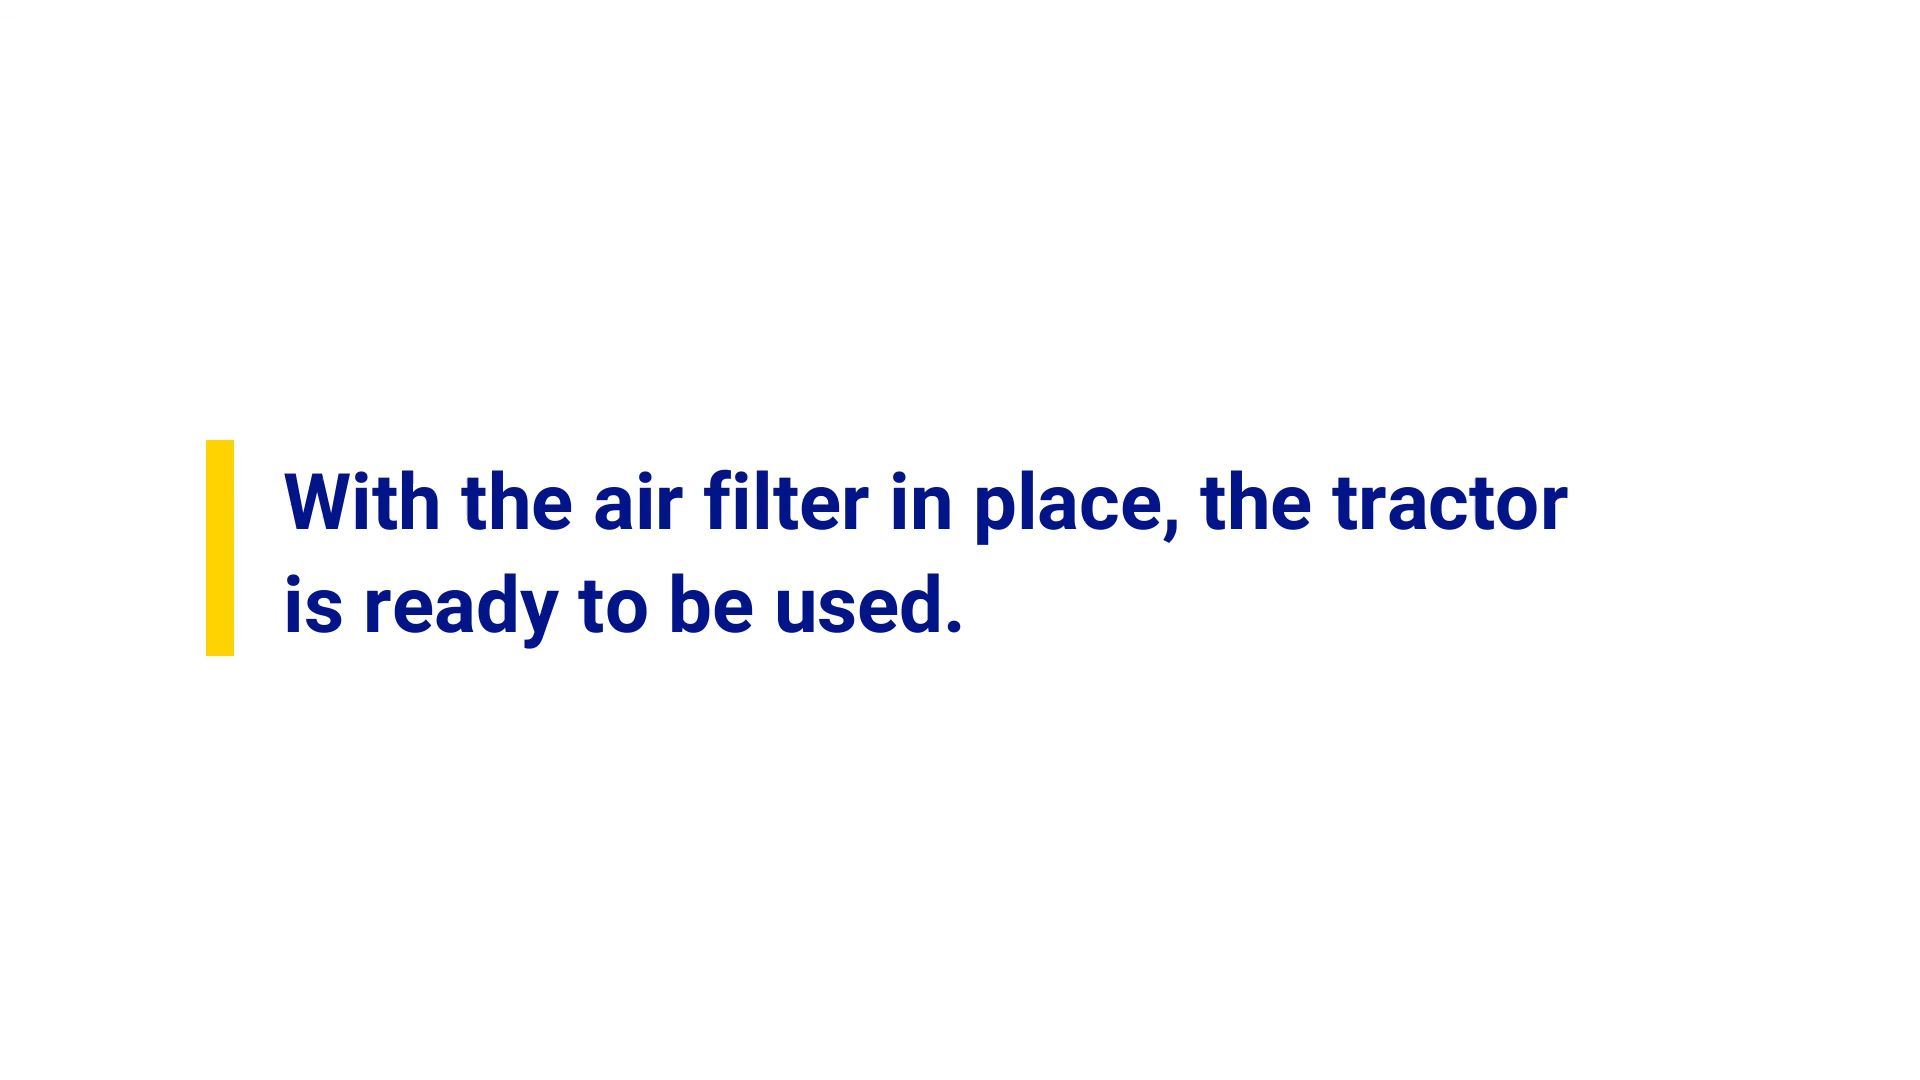 With the air filter in place, the tractor
is ready to be used.